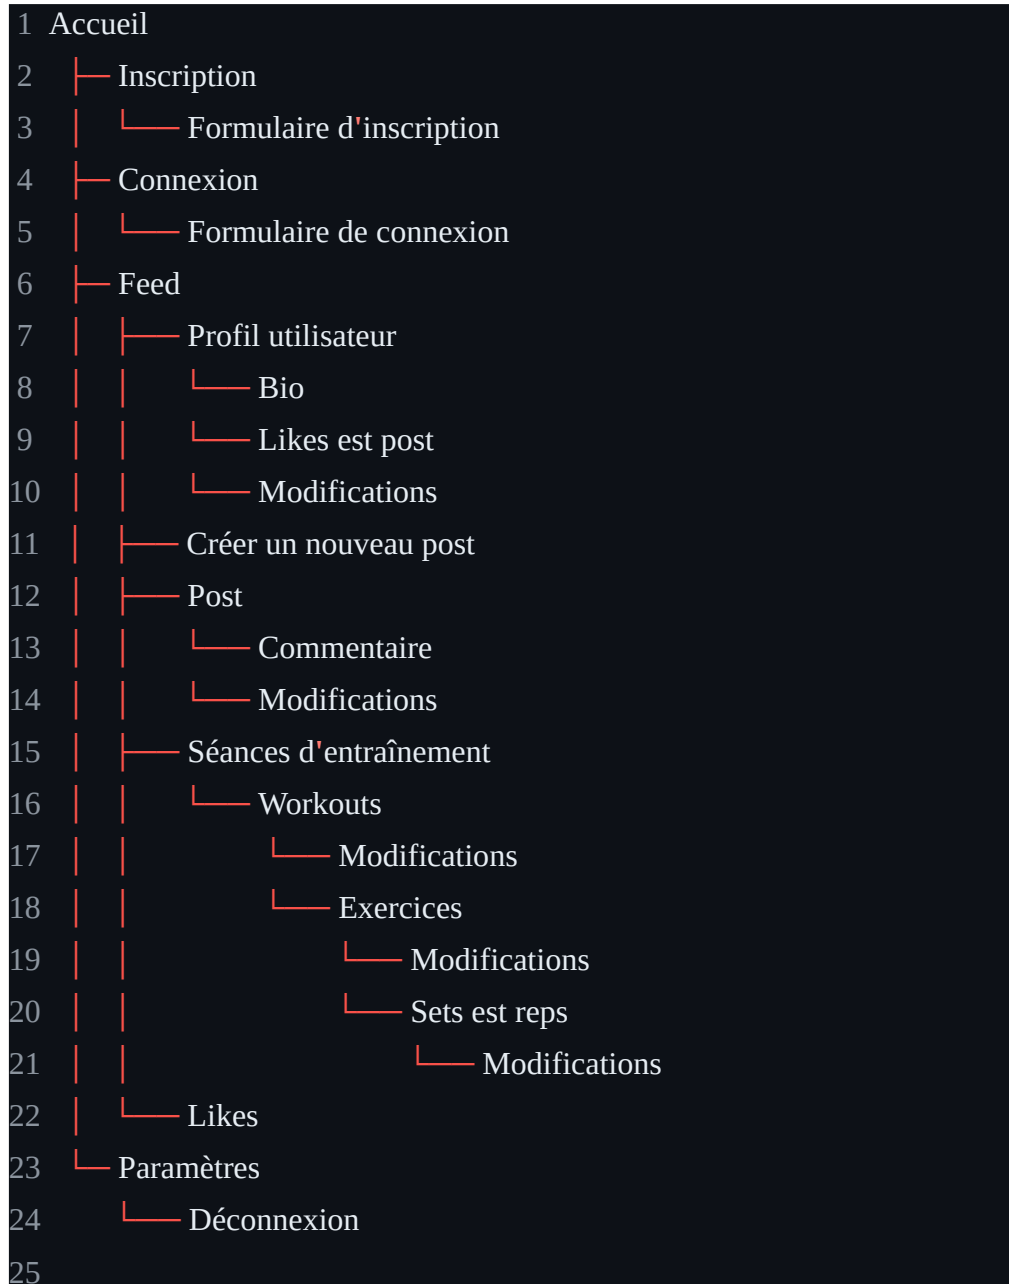 1 Accueil
2 ├─ Inscription
3 │ └── Formulaire d'inscription
4 ├─ Connexion
5 │ └── Formulaire de connexion
6 ├─ Feed
7 │ ├── Profil utilisateur
8 │ │ └── Bio
9 │ │ └── Likes est post
10 │ │ └── Modifications
11 │ ├── Créer un nouveau post
12 │ ├── Post
13 │ │ └── Commentaire
14 │ │ └── Modifications
15 │ ├── Séances d'entraînement
16 │ │ └── Workouts
17 │ │ └── Modifications
18 │ │ └── Exercices
19 │ │ └── Modifications
20 │ │ └── Sets est reps
21 │ │ └── Modifications
22 │ └── Likes
23 └─ Paramètres
24 └── Déconnexion
25